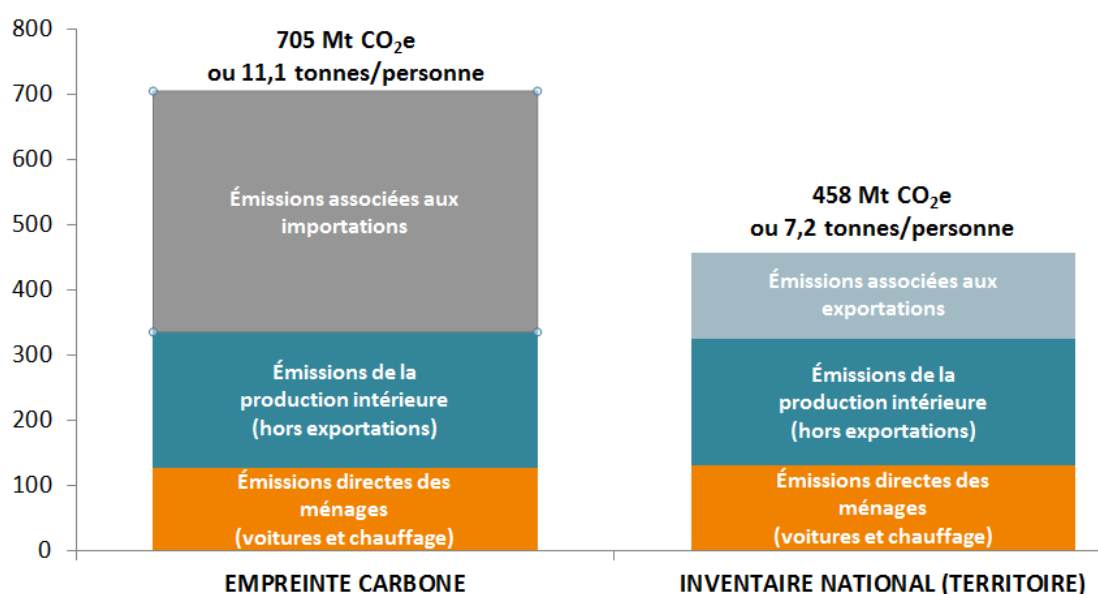 800
700
600
500
400
300
200
100
0
705 Mt CO₂e
ou 11,1 tonnes/personne
Émissions associées aux
importations
Émissions de la
production intérieure
(hors exportations)
Émissions directes des
ménages
(voitures et chauffage)
EMPREINTE CARBONE
458 Mt CO₂e
ou 7,2 tonnes/personne
Émissions associées aux
exportations
Émissions de la
production intérieure
(hors exportations)
Émissions directes des
ménages
(voitures et chauffage)
INVENTAIRE NATIONAL (TERRITOIRE)